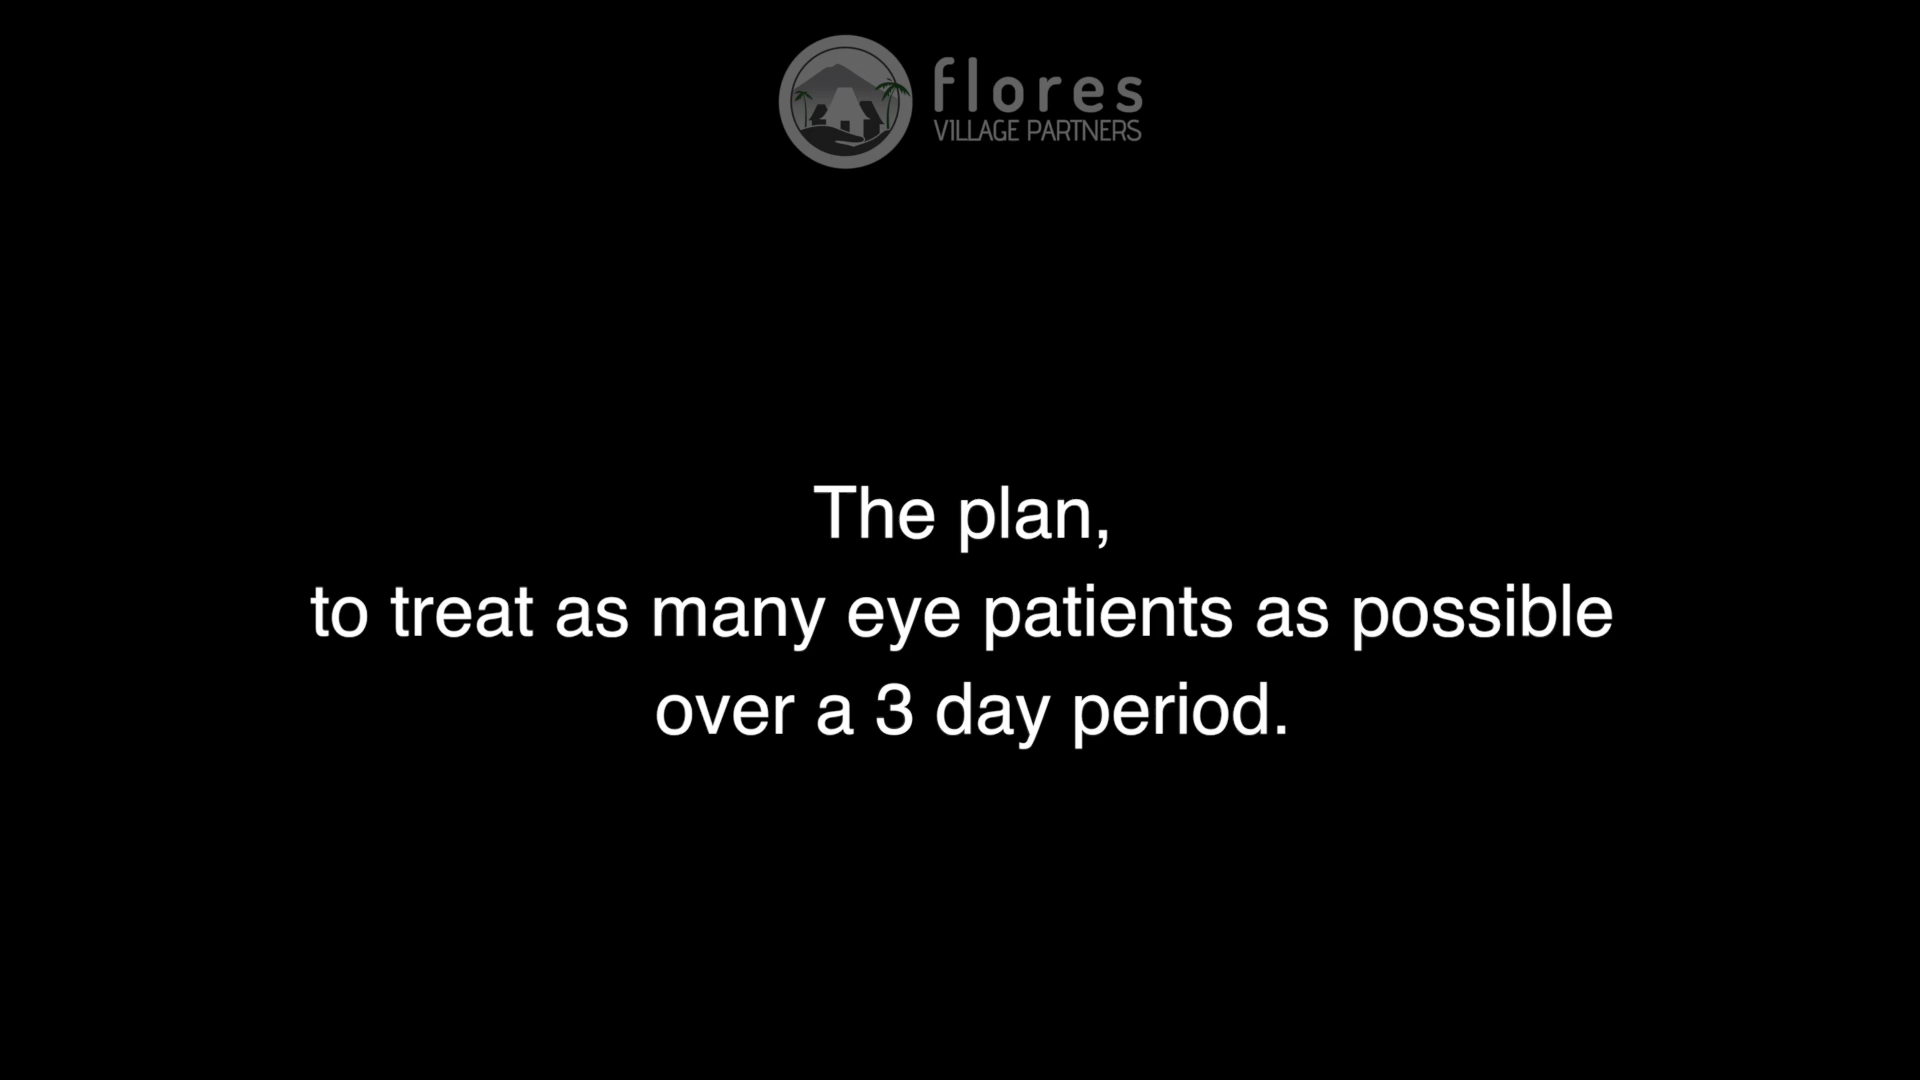 flores
VILLAGE PARTNERS
The plan,
to treat as many eye patients as possible
over a 3 day period.